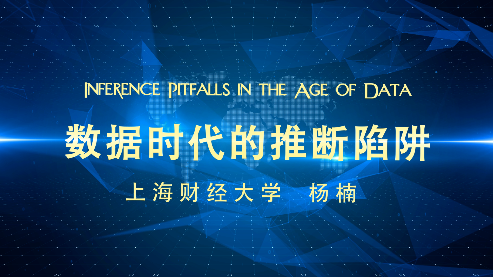 Inference Pitfalls in the Age of Data
数据时代的推断陷阱
上海财经大学 杨楠